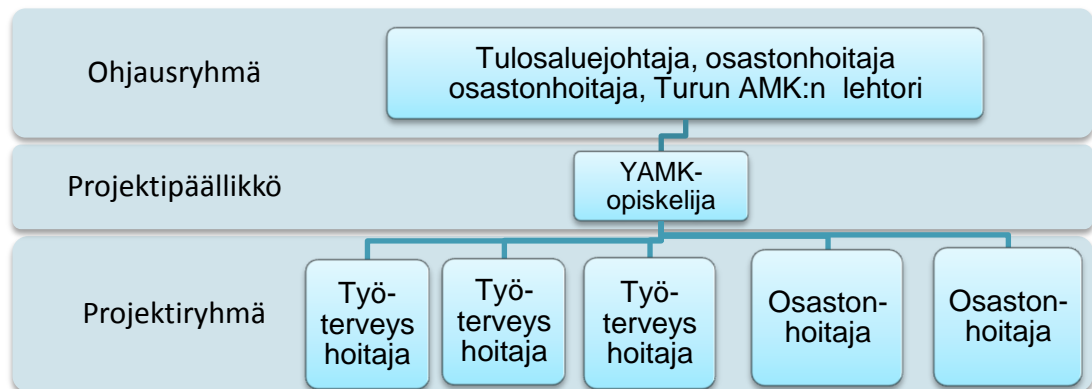 Ohjausryhmä
Tulosaluejohtaja, osastonhoitaja
osastonhoitaja, Turun AMK:n lehtori
Projektipäällikkö
YAMK-
opiskelija
Projektiryhmä
Työ-
terveys
hoitaja
Työ-
terveys
hoitaja
Työ-
terveys
hoitaja
Osaston-
hoitaja
Osaston-
hoitaja